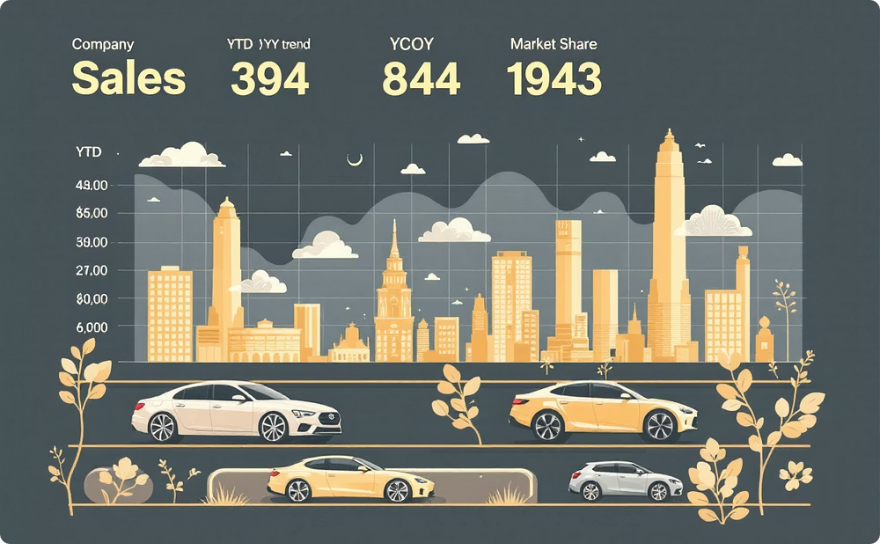 Company
Sales
YTD )YY trend
394
YCOY
844
Market Share
1943
YTD
48.00
85.00
39.00
27,00
80,00
6,000